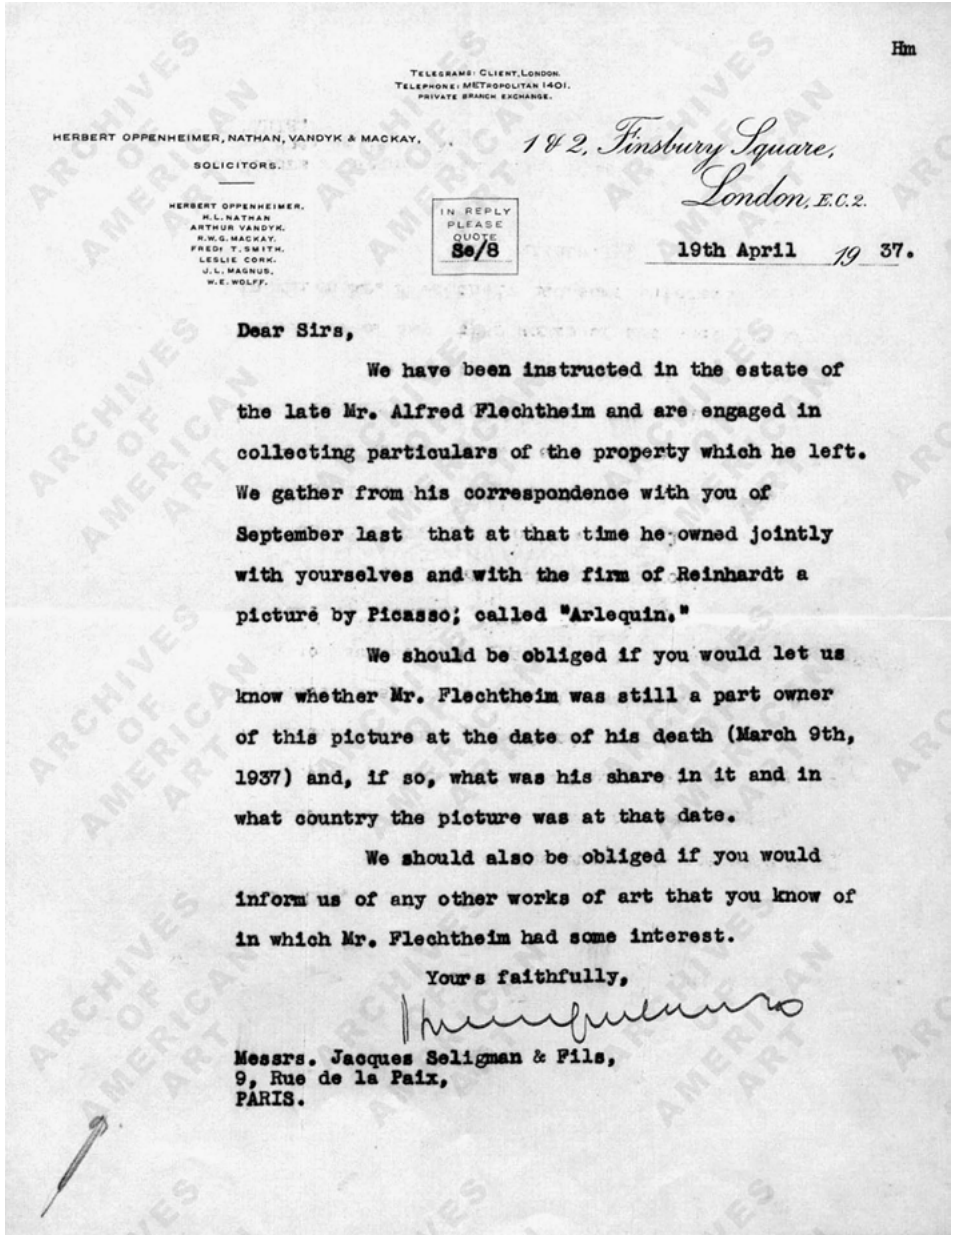 Hm
TELEGRAMS: CLIENT, LONDON.
TELEPHONE: METROPOLITAN 1401.
PRIVATE BRANCH EXCHANGE.
HERBERT OPPENHEIMER, NATHAN, VANDYK & MACKAY,
SOLICITORS.
HERBERT OPPENHEIMER.
H.L. NATHAN
ARTHUR VANDYK.
R.W.G. MACKAY.
FREDK T. SMITH.
LESLIE CORK.
J.L. MAGNUS.
W.E. WOLFF.
IN REPLY
PLEASE
QUOTE
Se/8
1 & 2, Finsbury Square,
London, E.C.2.
19th April 1937.
Dear Sirs,
We have been instructed in the estate of
the late Mr. Alfred Flechtheim and are engaged in
collecting particulars of the property which he left.
We gather from his correspondence with you of
September last that at that time he owned jointly
with yourselves and with the firm of Reinhardt a
picture by Picasso; called "Arlequin."
We should be obliged if you would let us
know whether Mr. Flechtheim was still a part owner
of this picture at the date of his death (March 9th,
1937) and, if so, what was his share in it and in
what country the picture was at that date.
We should also be obliged if you would
inform us of any other works of art that you know of
in which Mr. Flechtheim had some interest.
Yours faithfully,
Messrs. Jacques Seligman & Fils,
9, Rue de la Paix,
PARIS.
ARCHIVES
OF
AMERICAN
ART